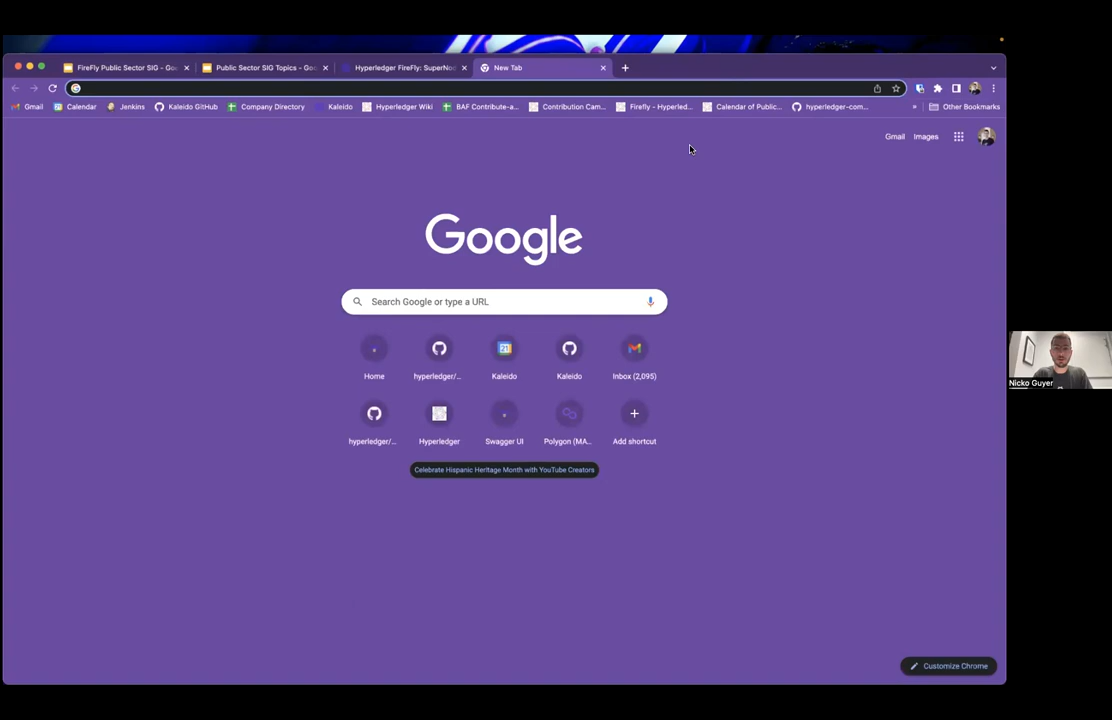 FireFly Public Sector SIG - Goo
Public Sector SIG Topics - Goo
Hyperledger FireFly: SuperNod
New Tab
Gmail
Calendar
Jenkins
Kaleido GitHub
Company Directory
Kaleido
Hyperledger Wiki
BAF Contribute-a...
Contribution Cam...
Firefly - Hyperled...
Calendar of Public...
hyperledger-com...
»
Other Bookmarks
Gmail
Images
Google
Search Google or type a URL
Home
hyperledger/...
Kaleido
Kaleido
Inbox (2,095)
hyperledger/...
Hyperledger
Swagger UI
Polygon (MA...
Add shortcut
Celebrate Hispanic Heritage Month with YouTube Creators
Customize Chrome
Nicko Guyer